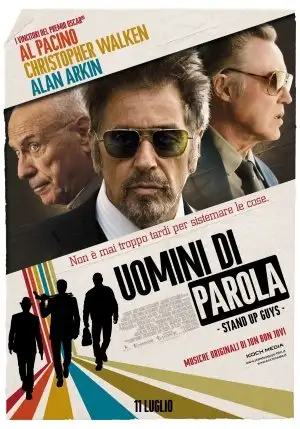 I VINCITORI DEL PREMIO OSCAR®
AL PACINO
CHRISTOPHER WALKEN
ALAN ARKIN
Non è mai troppo tardi per sistemare le cose.
UOMINI DI
PAROLA
- STAND UP GUYS -
MUSICHE ORIGINALI DI JON BON JOVI
KOCH MEDIA
11 LUGLIO